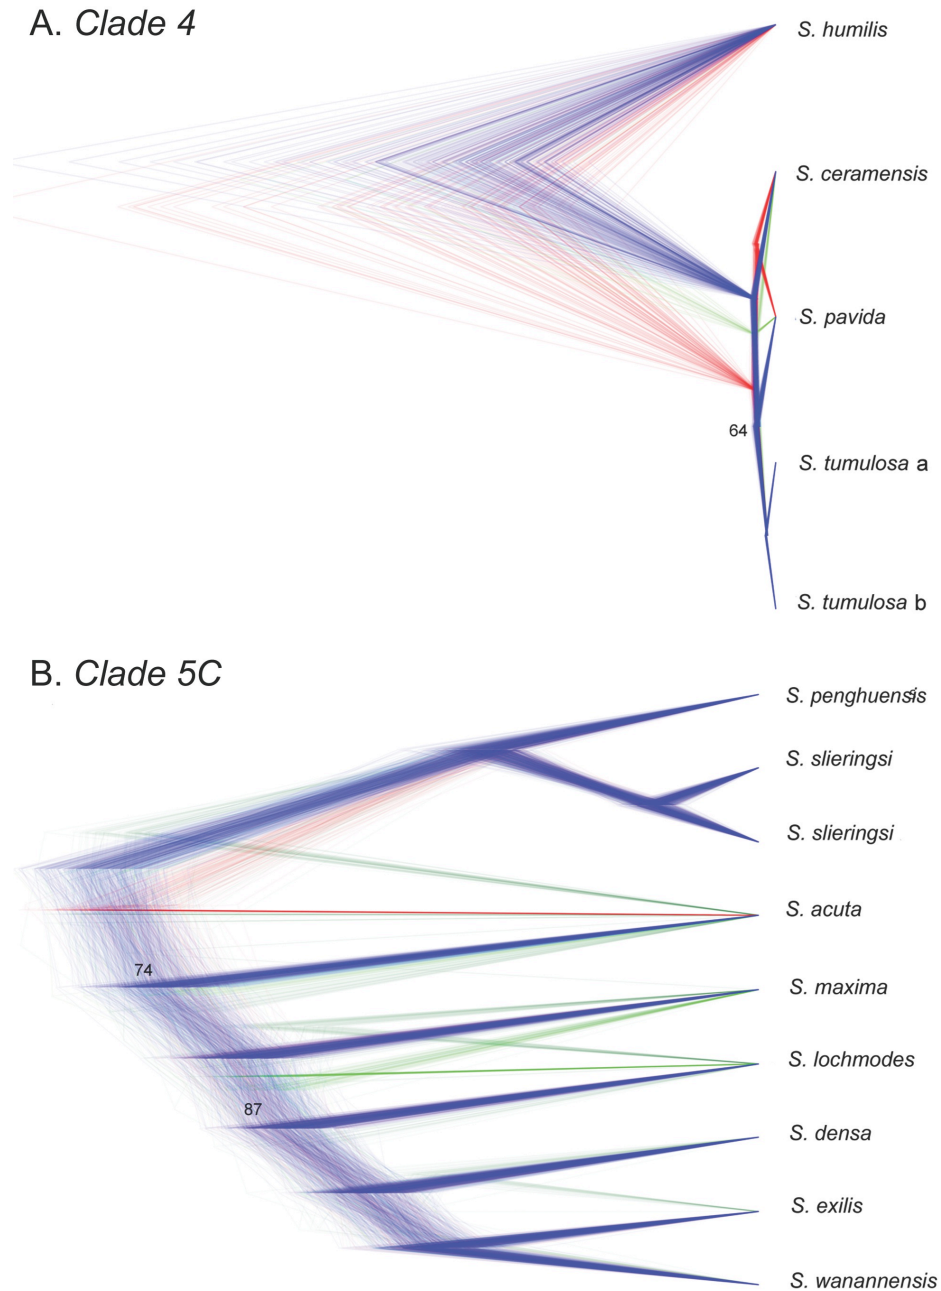 A. Clade 4
S. humilis
S. ceramensis
S. pavida
64
S. tumulosa a
S. tumulosa b
B. Clade 5C
S. penghuensis
S. slieringsi
S. slieringsi
S. acuta
74
S. maxima
S. lochmodes
87
S. densa
S. exilis
S. wanannensis